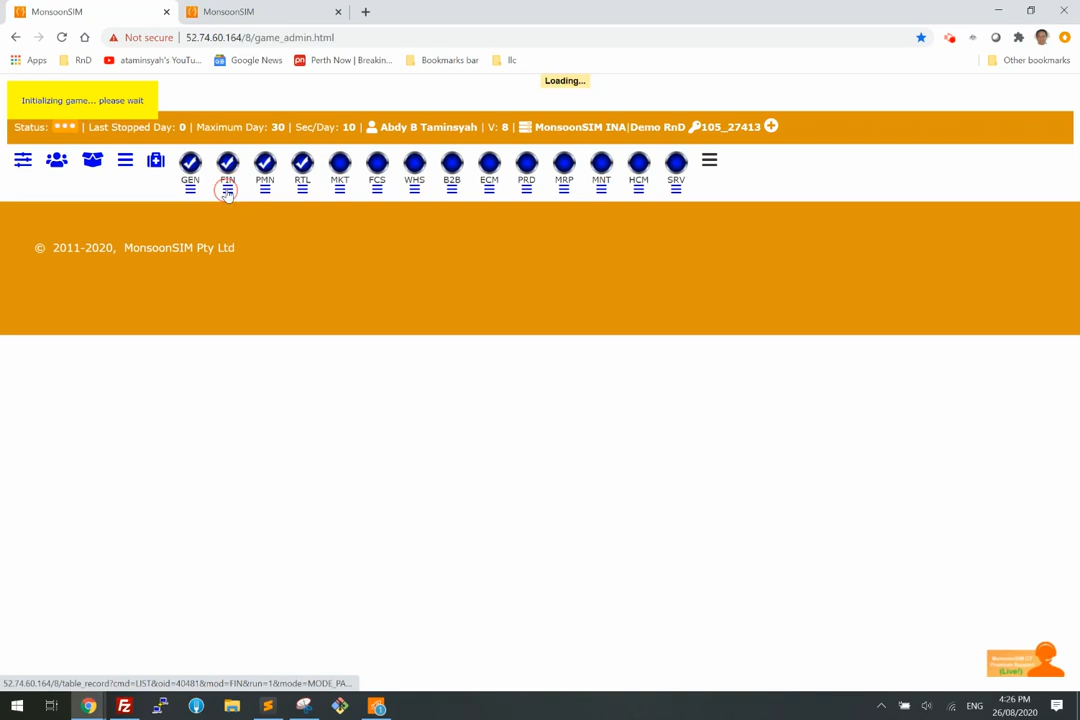 MonsoonSIM
MonsoonSIM
Not secure | 52.74.60.164/8/game_admin.html
Apps RnD ataminsyah's YouTu... Google News Perth Now | Breakin... Bookmarks bar llc Other bookmarks
Loading...
Initializing game... please wait
Status: | Last Stopped Day: 0 | Maximum Day: 30 | Sec/Day: 10 | Abdy B Taminsyah | V: 8 | MonsoonSIM INA|Demo RnD 105_27413
GEN FIN PMN RTL MKT FCS WHS B2B ECM PRD MRP MNT HCM SRV
© 2011-2020, MonsoonSIM Pty Ltd
(Live!)
52.74.60.164/8/table_record?cmd=LIST&oid=40481&mod=FIN&run=1&mode=MODE_PA...
ENG
4:26 PM
26/08/2020